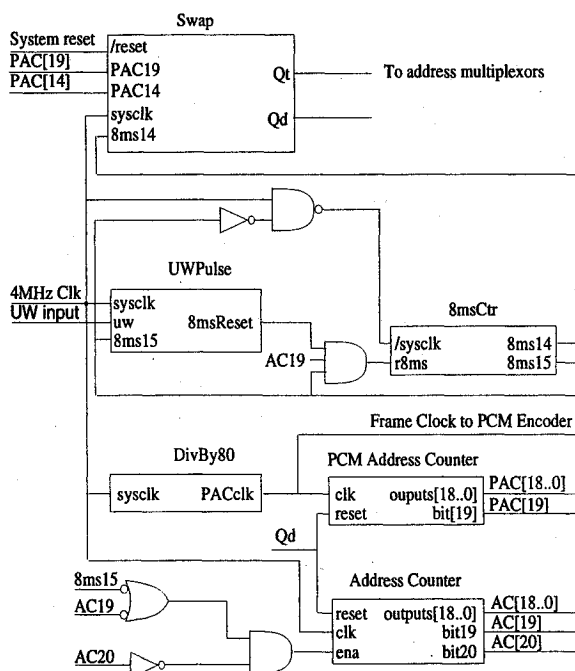 Swap
System reset
/reset
PAC[19]
PAC19
PAC[14]
PAC14
sysclk
8ms14
Qt
Qd
To address multiplexors
UWPulse
4MHz Clk
UW input
sysclk
uw
8ms15
8msReset
AC19
8msCtr
/sysclk
r8ms
8ms14
8ms15
Frame Clock to PCM Encoder
DivBy80
sysclk
PACclk
PCM Address Counter
clk
ouputs[18..0]
reset
bit[19]
PAC[18..0]
PAC[19]
Qd
8ms15
AC19
AC20
Address Counter
reset
outputs[18..0]
clk
bit19
ena
bit20
AC[18..0]
AC[19]
AC[20]